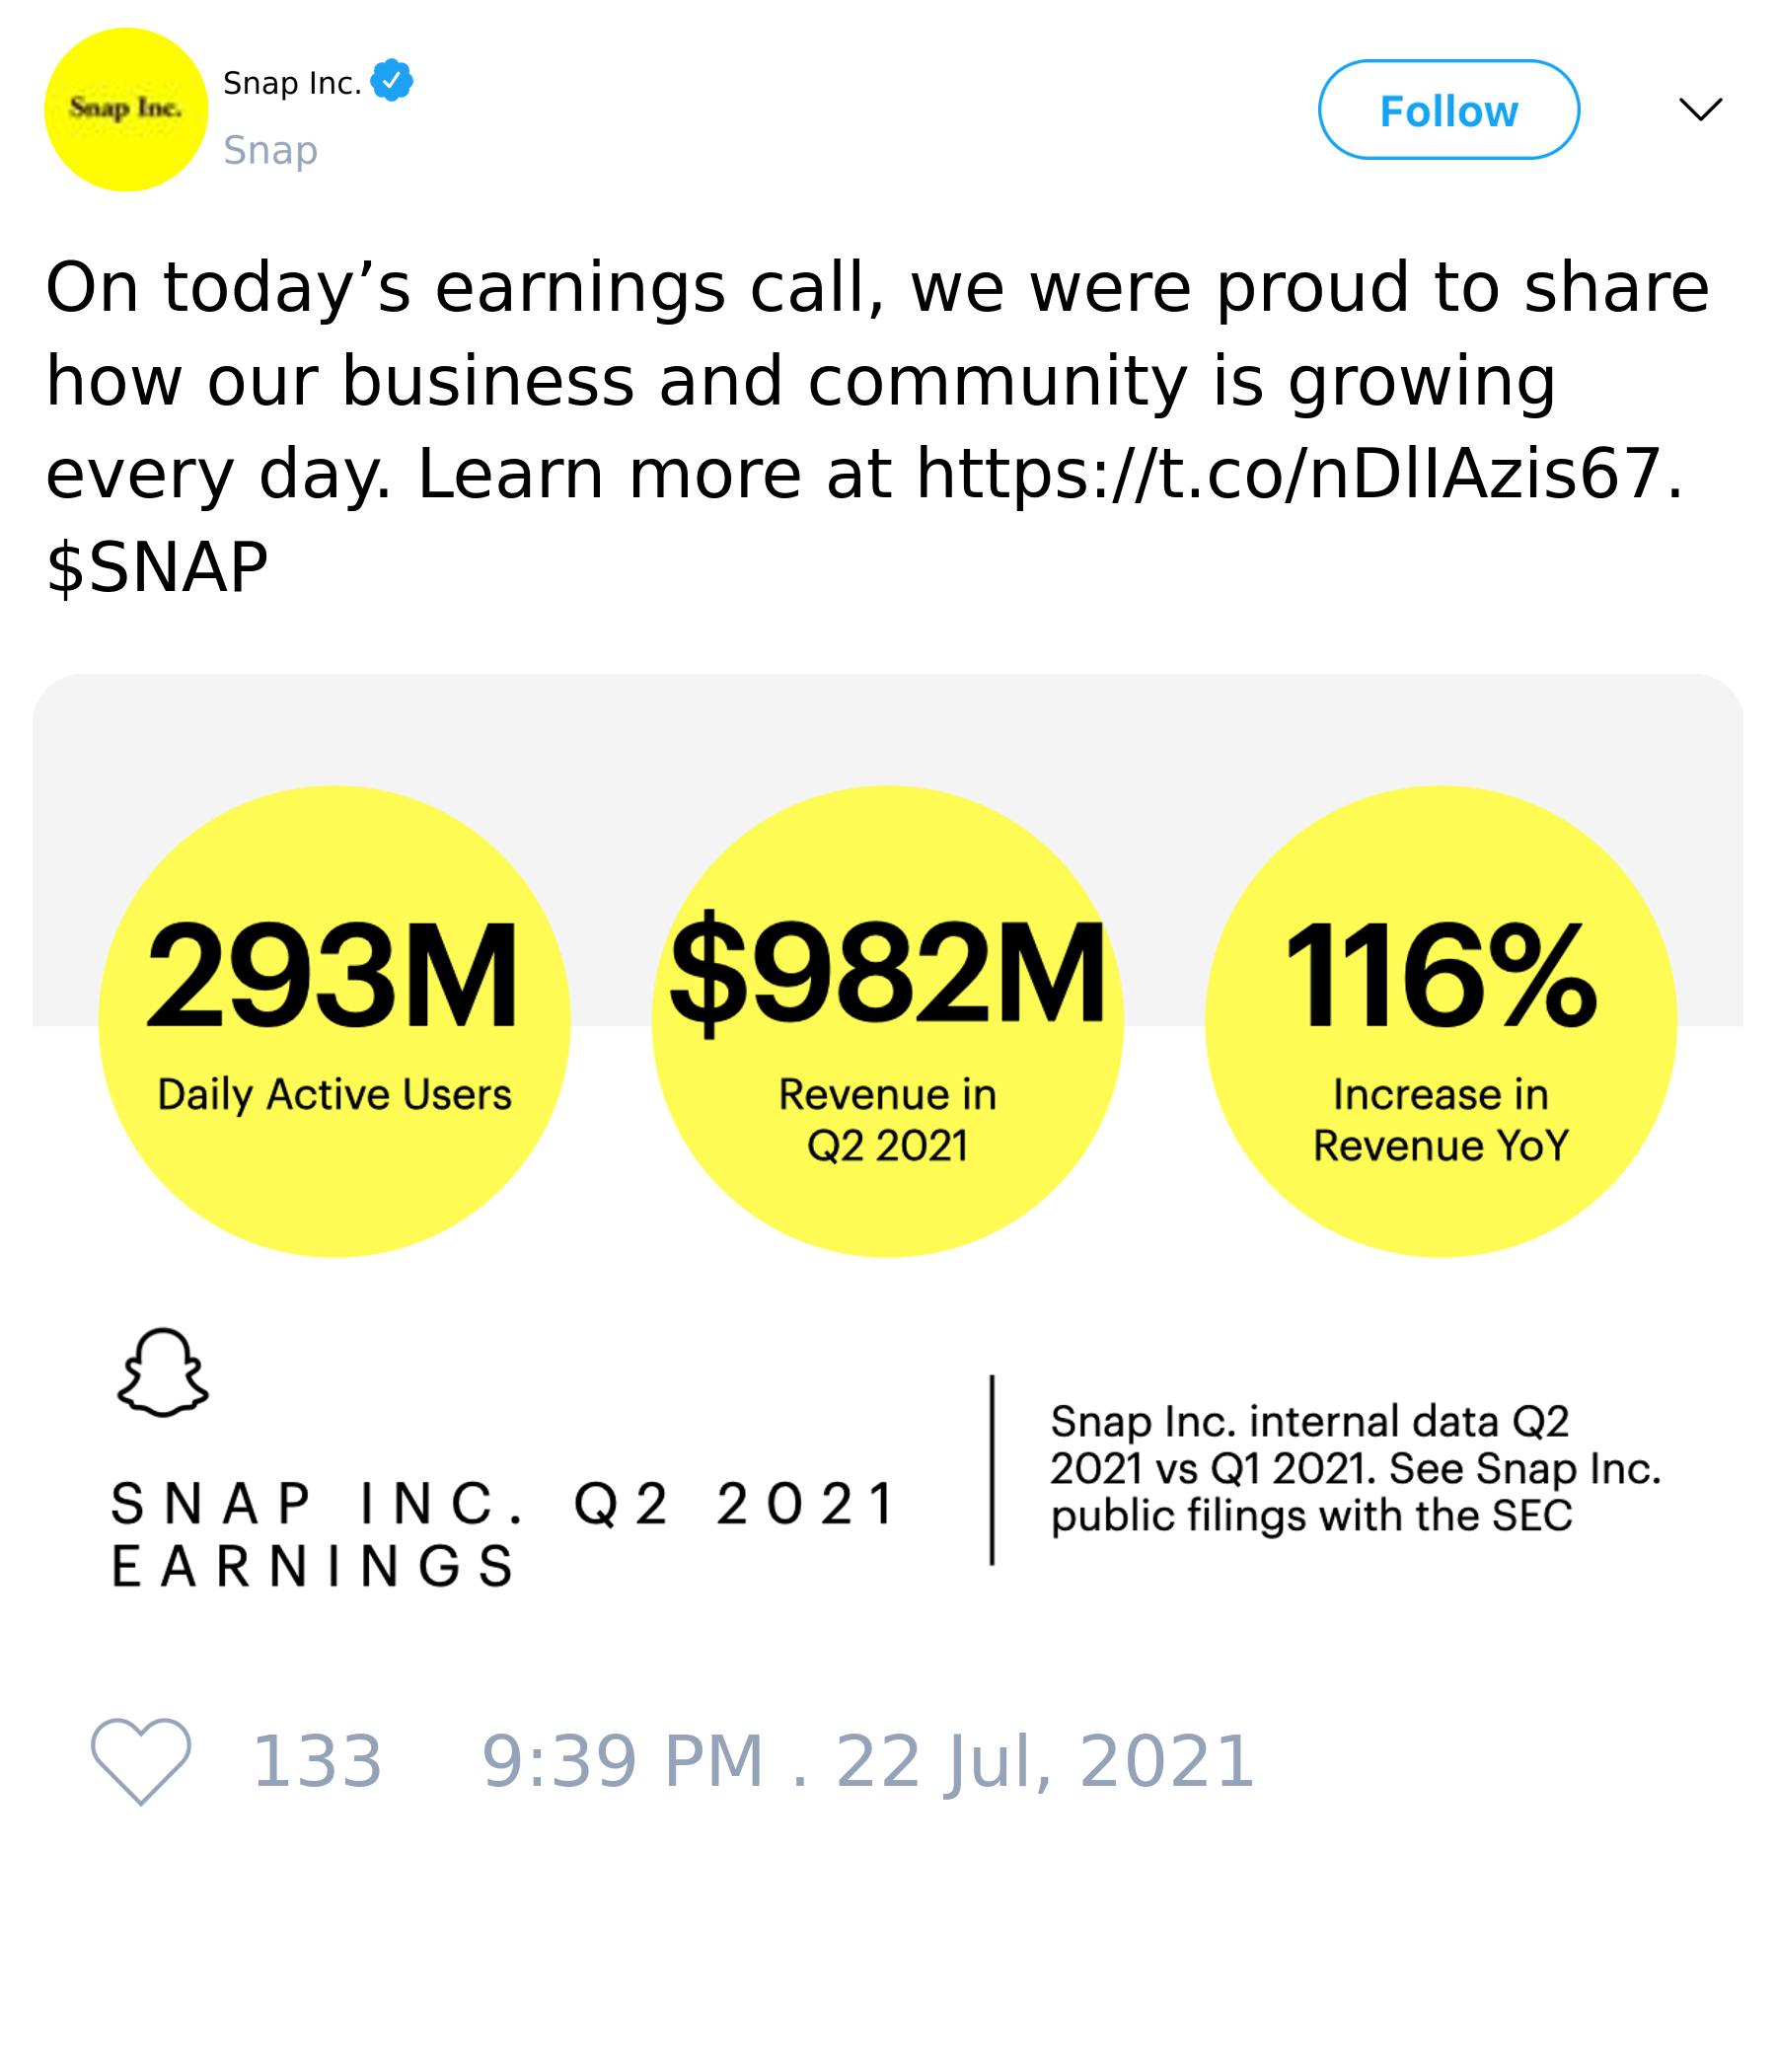 Snap Inc.
Snap Inc.
Snap
Follow
On today’s earnings call, we were proud to share
how our business and community is growing
every day. Learn more at https://t.co/nDlIAzis67.
$SNAP
293M
Daily Active Users
$982M
Revenue in
Q2 2021
116%
Increase in
Revenue YoY
SNAP INC. Q2 2021
EARNINGS
Snap Inc. internal data Q2
2021 vs Q1 2021. See Snap Inc.
public filings with the SEC
133 9:39 PM . 22 Jul, 2021